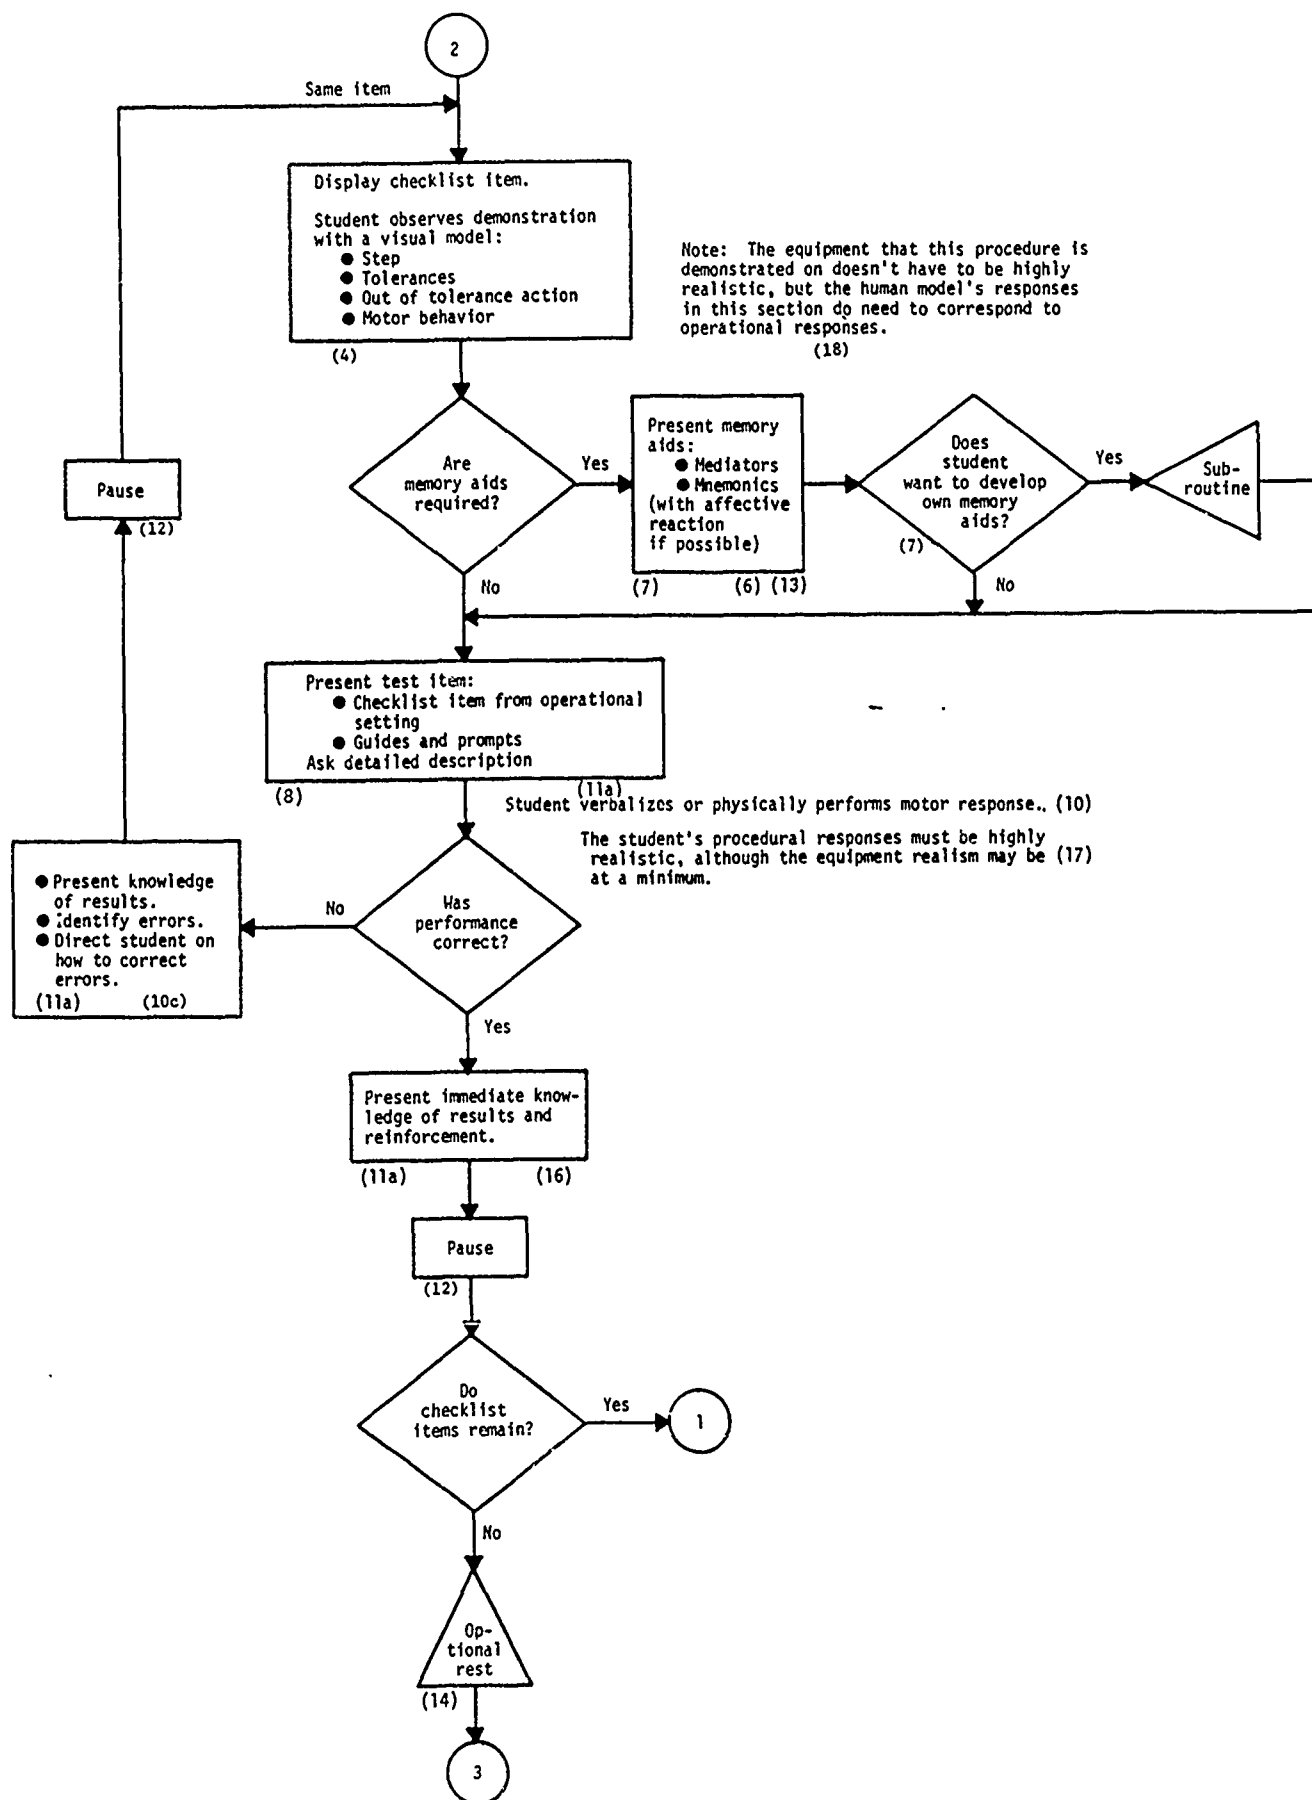 2
Same item
Display checklist item.
Student observes demonstration
with a visual model:
● Step
● Tolerances
● Out of tolerance action
● Motor behavior
(4)
Note: The equipment that this procedure is
demonstrated on doesn't have to be highly
realistic, but the human model's responses
in this section do need to correspond to
operational responses.
(18)
Are
memory aids
required?
Yes
No
Present memory
aids:
● Mediators
● Mnemonics
(with affective
reaction
if possible)
(7) (6) (13)
Does
student
want to develop
own memory
aids?
(7)
Yes
No
Sub-
routine
Pause
(12)
Present test item:
● Checklist item from operational
setting
● Guides and prompts
Ask detailed description
(8) (11a)
Student verbalizes or physically performs motor response. (10)
The student's procedural responses must be highly
realistic, although the equipment realism may be (17)
at a minimum.
Was
performance
correct?
No
Yes
● Present knowledge
of results.
● Identify errors.
● Direct student on
how to correct
errors.
(11a) (10c)
Present immediate know-
ledge of results and
reinforcement.
(11a) (16)
Pause
(12)
Do
checklist
items remain?
Yes
1
No
Op-
tional
rest
(14)
3